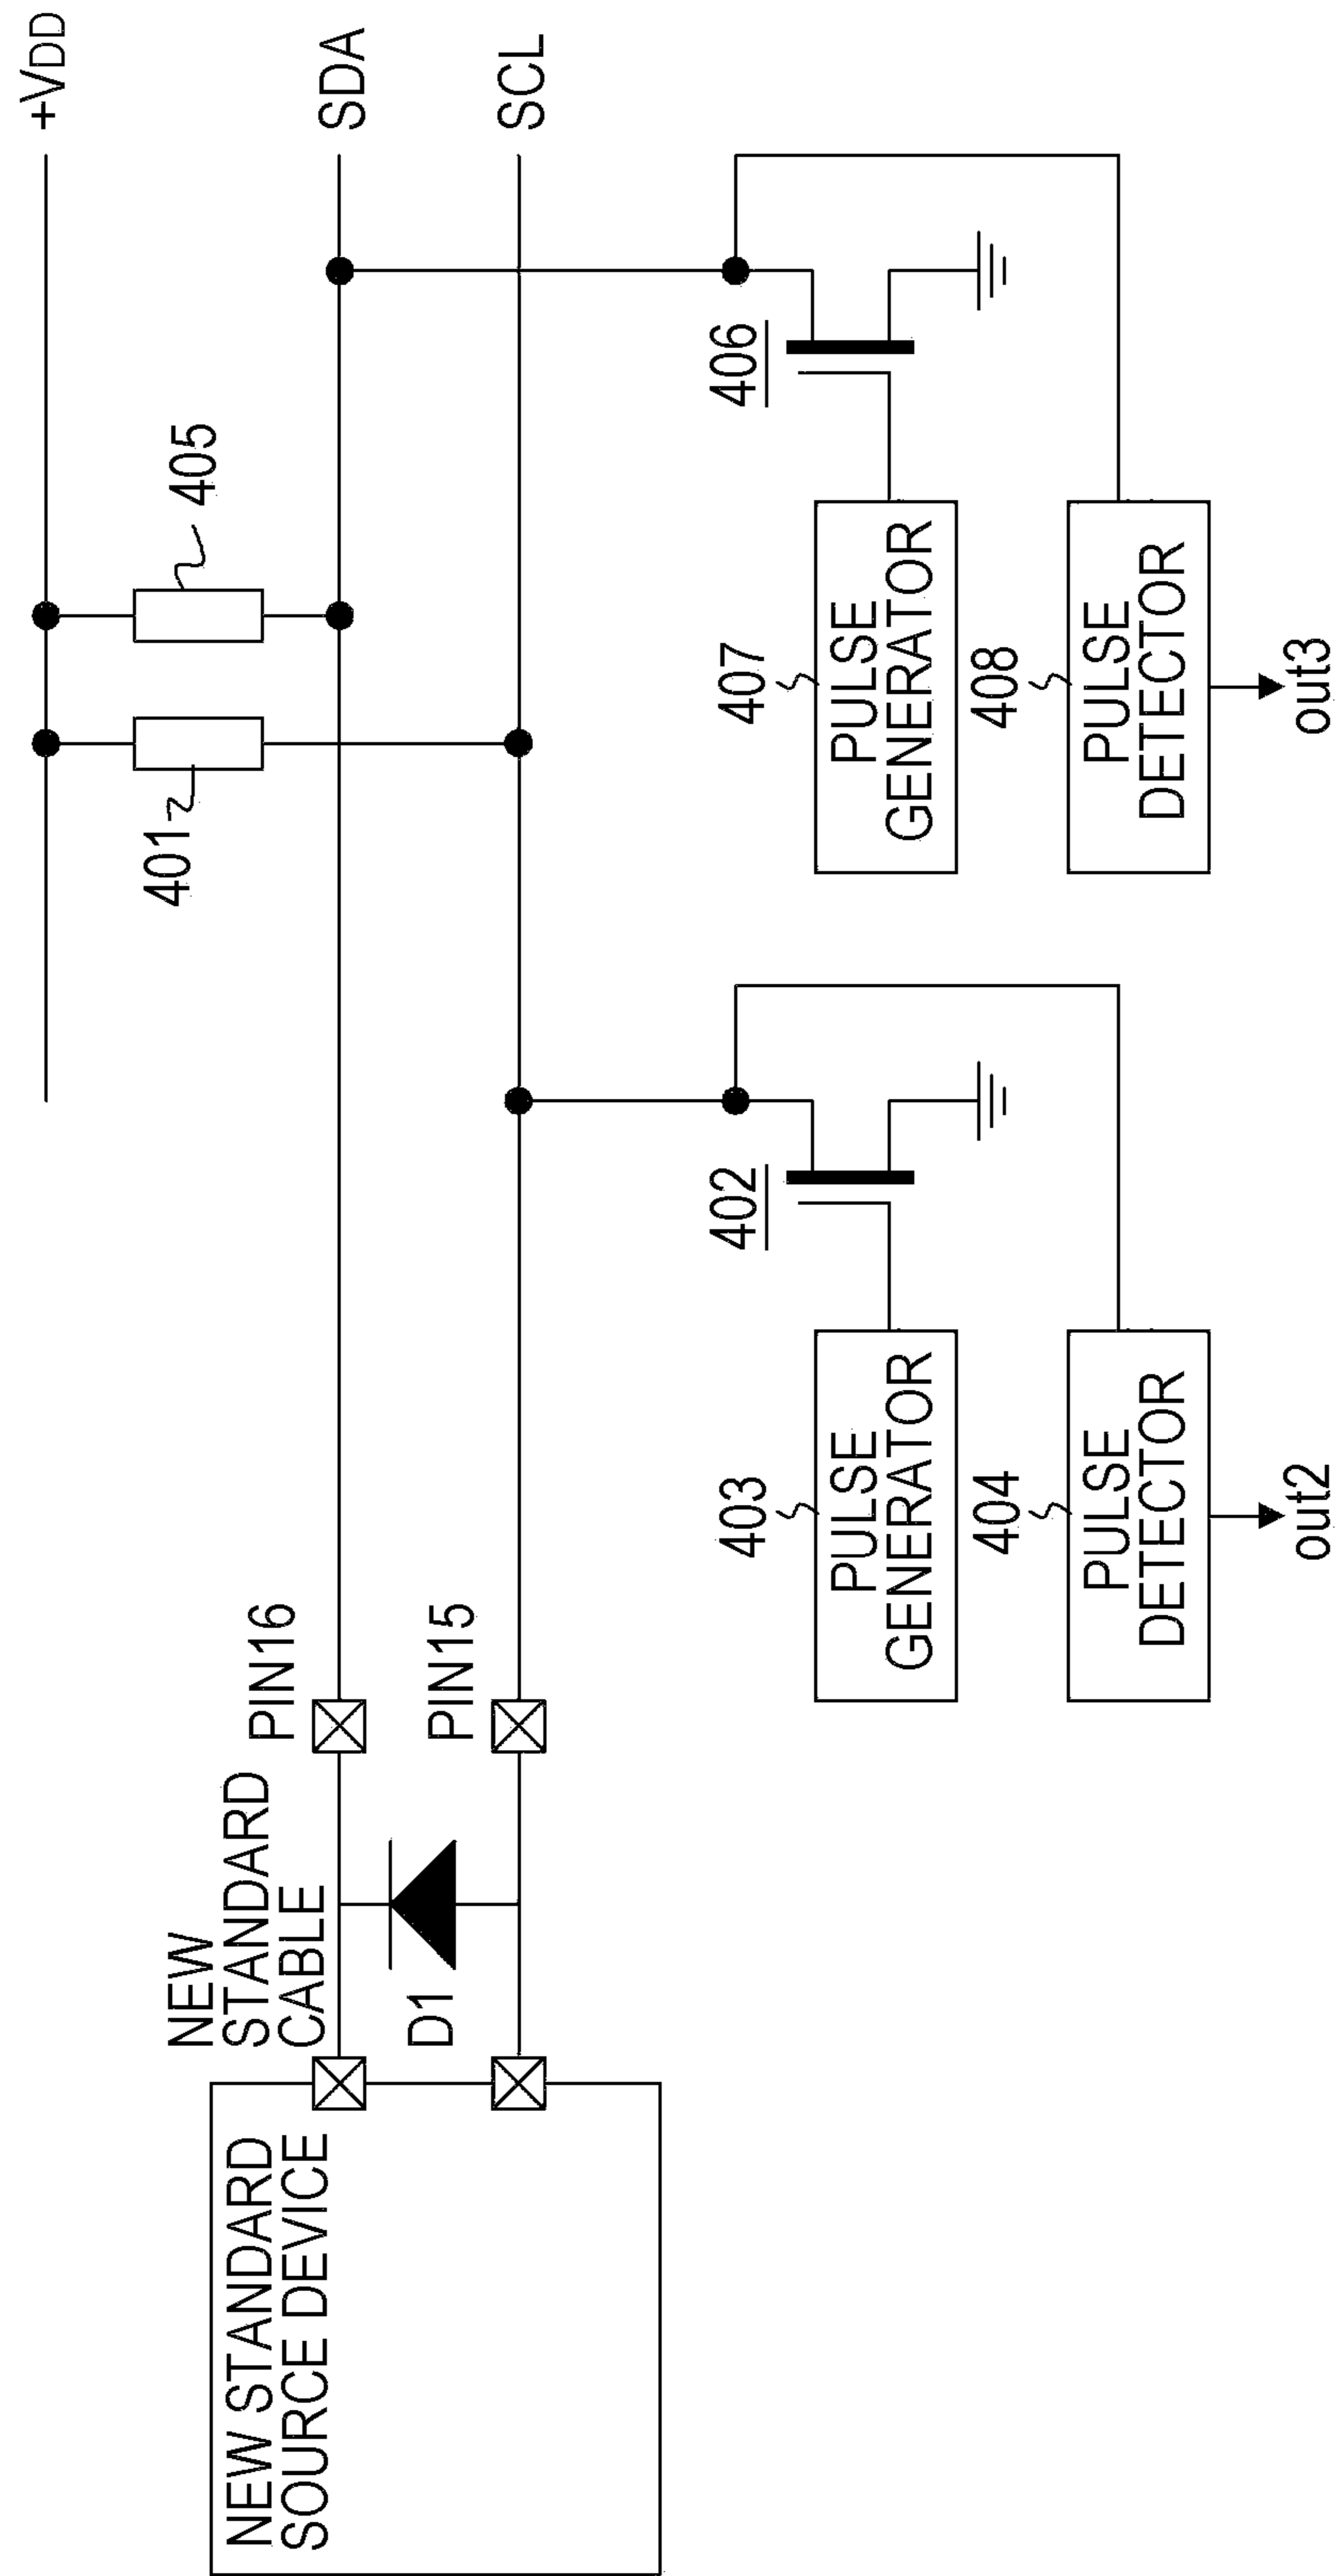 +VDD
SDA
SCL
405
401
406
407
PULSE
GENERATOR
408
PULSE
DETECTOR
out3
402
403
PULSE
GENERATOR
404
PULSE
DETECTOR
out2
PIN16
PIN15
NEW
STANDARD
CABLE
D1
NEW STANDARD
SOURCE DEVICE